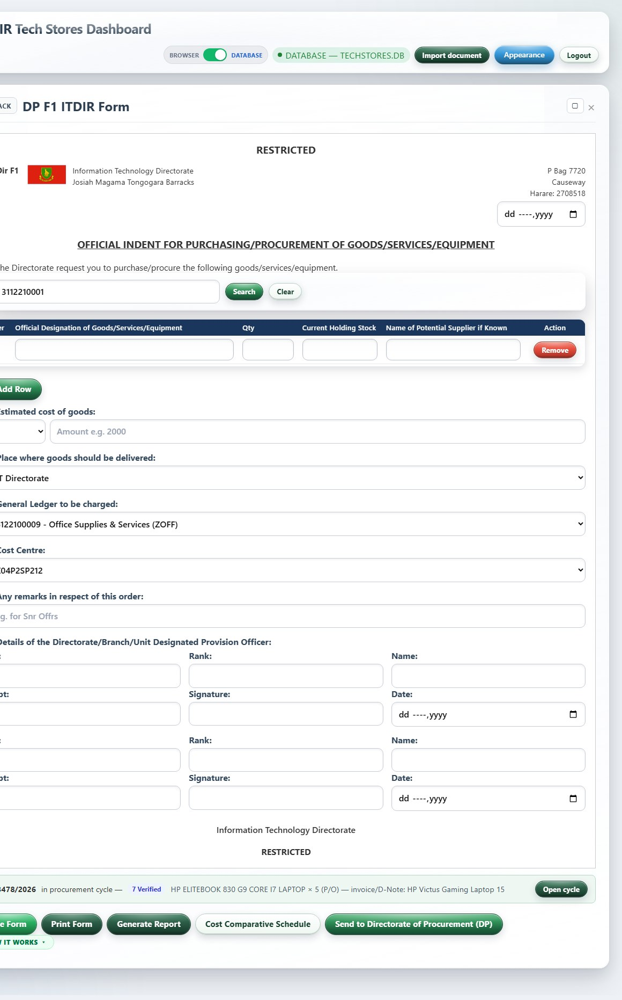 IR Tech Stores Dashboard
BROWSER DATABASE DATABASE — TECHSTORES.DB Import document Appearance Logout
ACK DP F1 ITDIR Form
RESTRICTED
Dir F1 Information Technology Directorate P Bag 7720
Josiah Magama Tongogara Barracks Causeway
Harare: 2708518
dd ----,yyyy
OFFICIAL INDENT FOR PURCHASING/PROCUREMENT OF GOODS/SERVICES/EQUIPMENT
he Directorate request you to purchase/procure the following goods/services/equipment.
3112210001 Search Clear
er Official Designation of Goods/Services/Equipment Qty Current Holding Stock Name of Potential Supplier if Known Action
Remove
Add Row
Estimated cost of goods:
Amount e.g. 2000
Place where goods should be delivered:
T Directorate
General Ledger to be charged:
122100009 - Office Supplies & Services (ZOFF)
Cost Centre:
04P2SP212
Any remarks in respect of this order:
g. for Snr Offrs
Details of the Directorate/Branch/Unit Designated Provision Officer:
: Rank: Name:
pt: Signature: Date:
dd ----,yyyy
: Rank: Name:
pt: Signature: Date:
dd ----,yyyy
Information Technology Directorate
RESTRICTED
3478/2026 in procurement cycle — 7 Verified HP ELITEBOOK 830 G9 CORE I7 LAPTOP × 5 (P/O) — invoice/D-Note: HP Victus Gaming Laptop 15 Open cycle
e Form Print Form Generate Report Cost Comparative Schedule Send to Directorate of Procurement (DP)
W IT WORKS